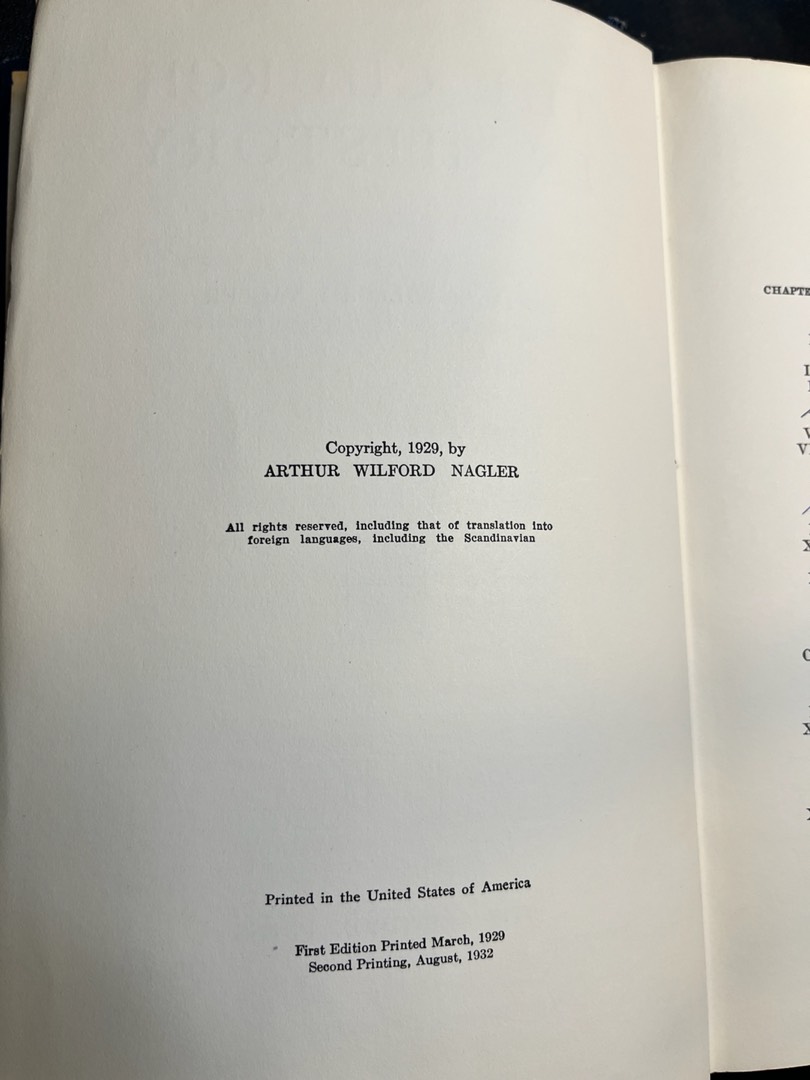 Copyright, 1929, by
ARTHUR WILFORD NAGLER
All rights reserved, including that of translation into
foreign languages, including the Scandinavian
Printed in the United States of America
First Edition Printed March, 1929
Second Printing, August, 1932